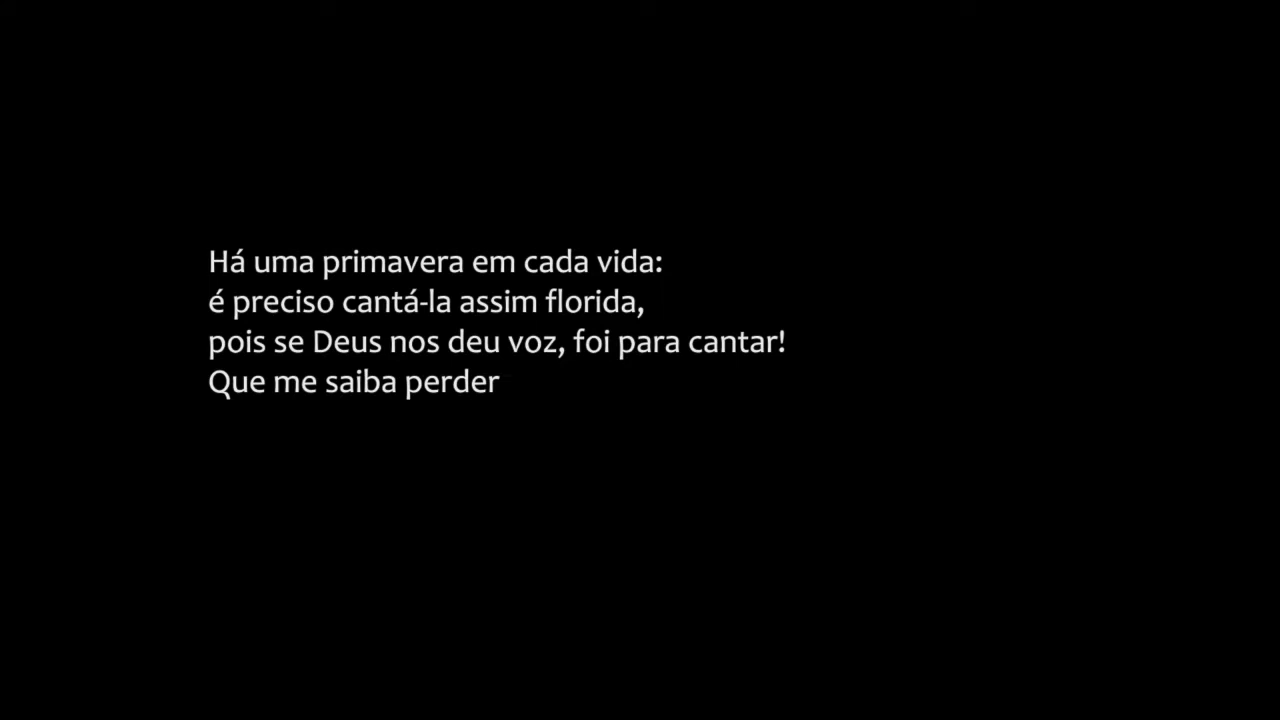 Há uma primavera em cada vida:
é preciso cantá-la assim florida,
pois se Deus nos deu voz, foi para cantar!
Que me saiba perder